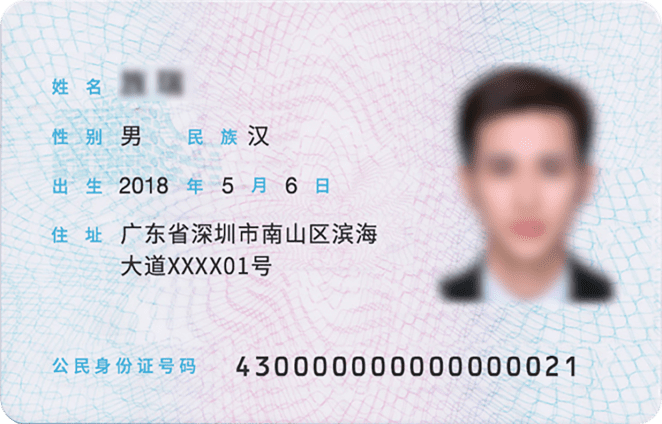 姓名
性别 男 民族 汉
出生 2018 年 5 月 6 日
住址 广东省深圳市南山区滨海
大道XXXX01号
公民身份证号码 430000000000000021